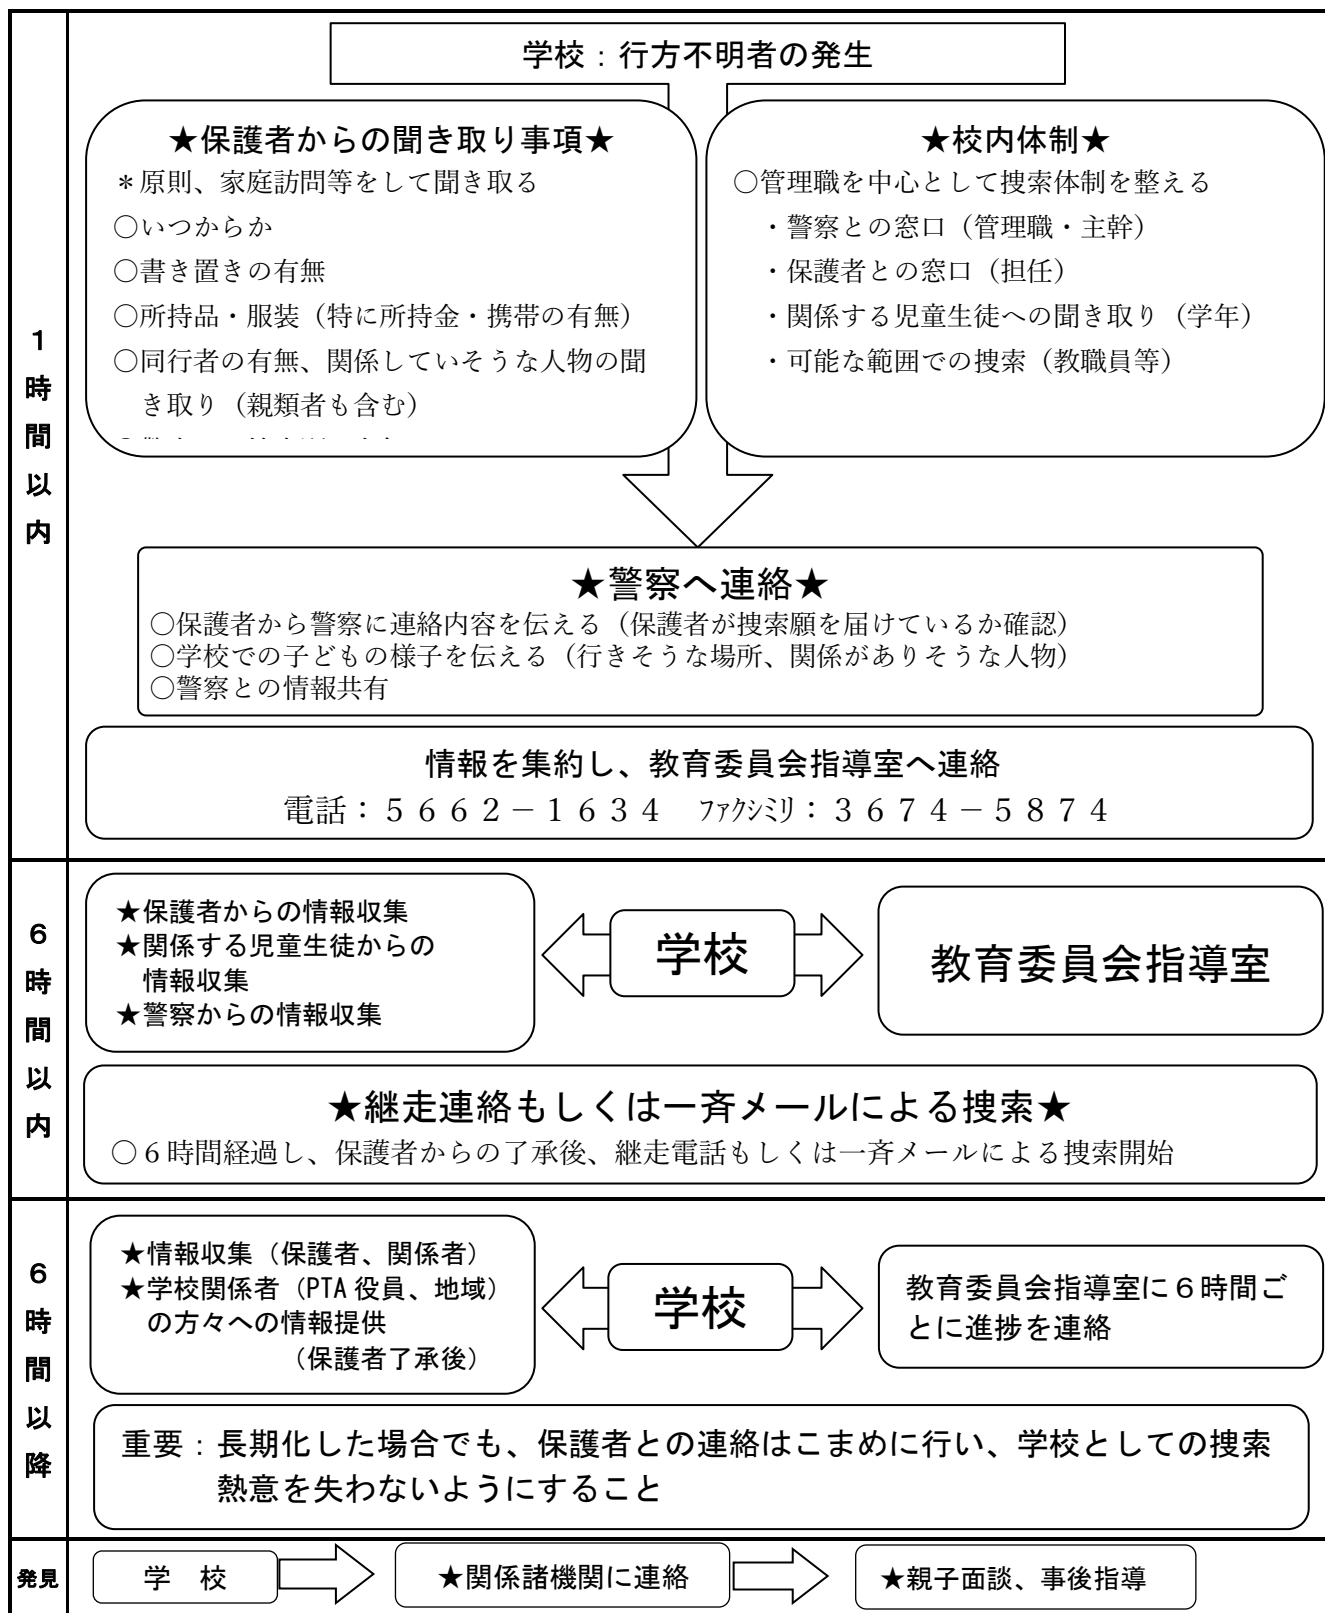 1時間以内
学校：行方不明者の発生
★保護者からの聞き取り事項★
＊原則、家庭訪問等をして聞き取る
○いつからか
○書き置きの有無
○所持品・服装（特に所持金・携帯の有無）
○同行者の有無、関係していそうな人物の聞
き取り（親類者も含む）
★校内体制★
○管理職を中心として捜索体制を整える
・警察との窓口（管理職・主幹）
・保護者との窓口（担任）
・関係する児童生徒への聞き取り（学年）
・可能な範囲での捜索（教職員等）
★警察へ連絡★
○保護者から警察に連絡内容を伝える（保護者が捜索願を届けているか確認）
○学校での子どもの様子を伝える（行きそうな場所、関係がありそうな人物）
○警察との情報共有
情報を集約し、教育委員会指導室へ連絡
電話：５６６２－１６３４　ﾌｧｸｼﾐﾘ：３６７４－５８７４
6時間以内
★保護者からの情報収集
★関係する児童生徒からの
情報収集
★警察からの情報収集
学校
教育委員会指導室
★継走連絡もしくは一斉メールによる捜索★
○６時間経過し、保護者からの了承後、継走電話もしくは一斉メールによる捜索開始
6時間以降
★情報収集（保護者、関係者）
★学校関係者（PTA 役員、地域）
の方々への情報提供
（保護者了承後）
学校
教育委員会指導室に６時間ご
とに進捗を連絡
重要：長期化した場合でも、保護者との連絡はこまめに行い、学校としての捜索
熱意を失わないようにすること
発見
学　校
★関係諸機関に連絡
★親子面談、事後指導